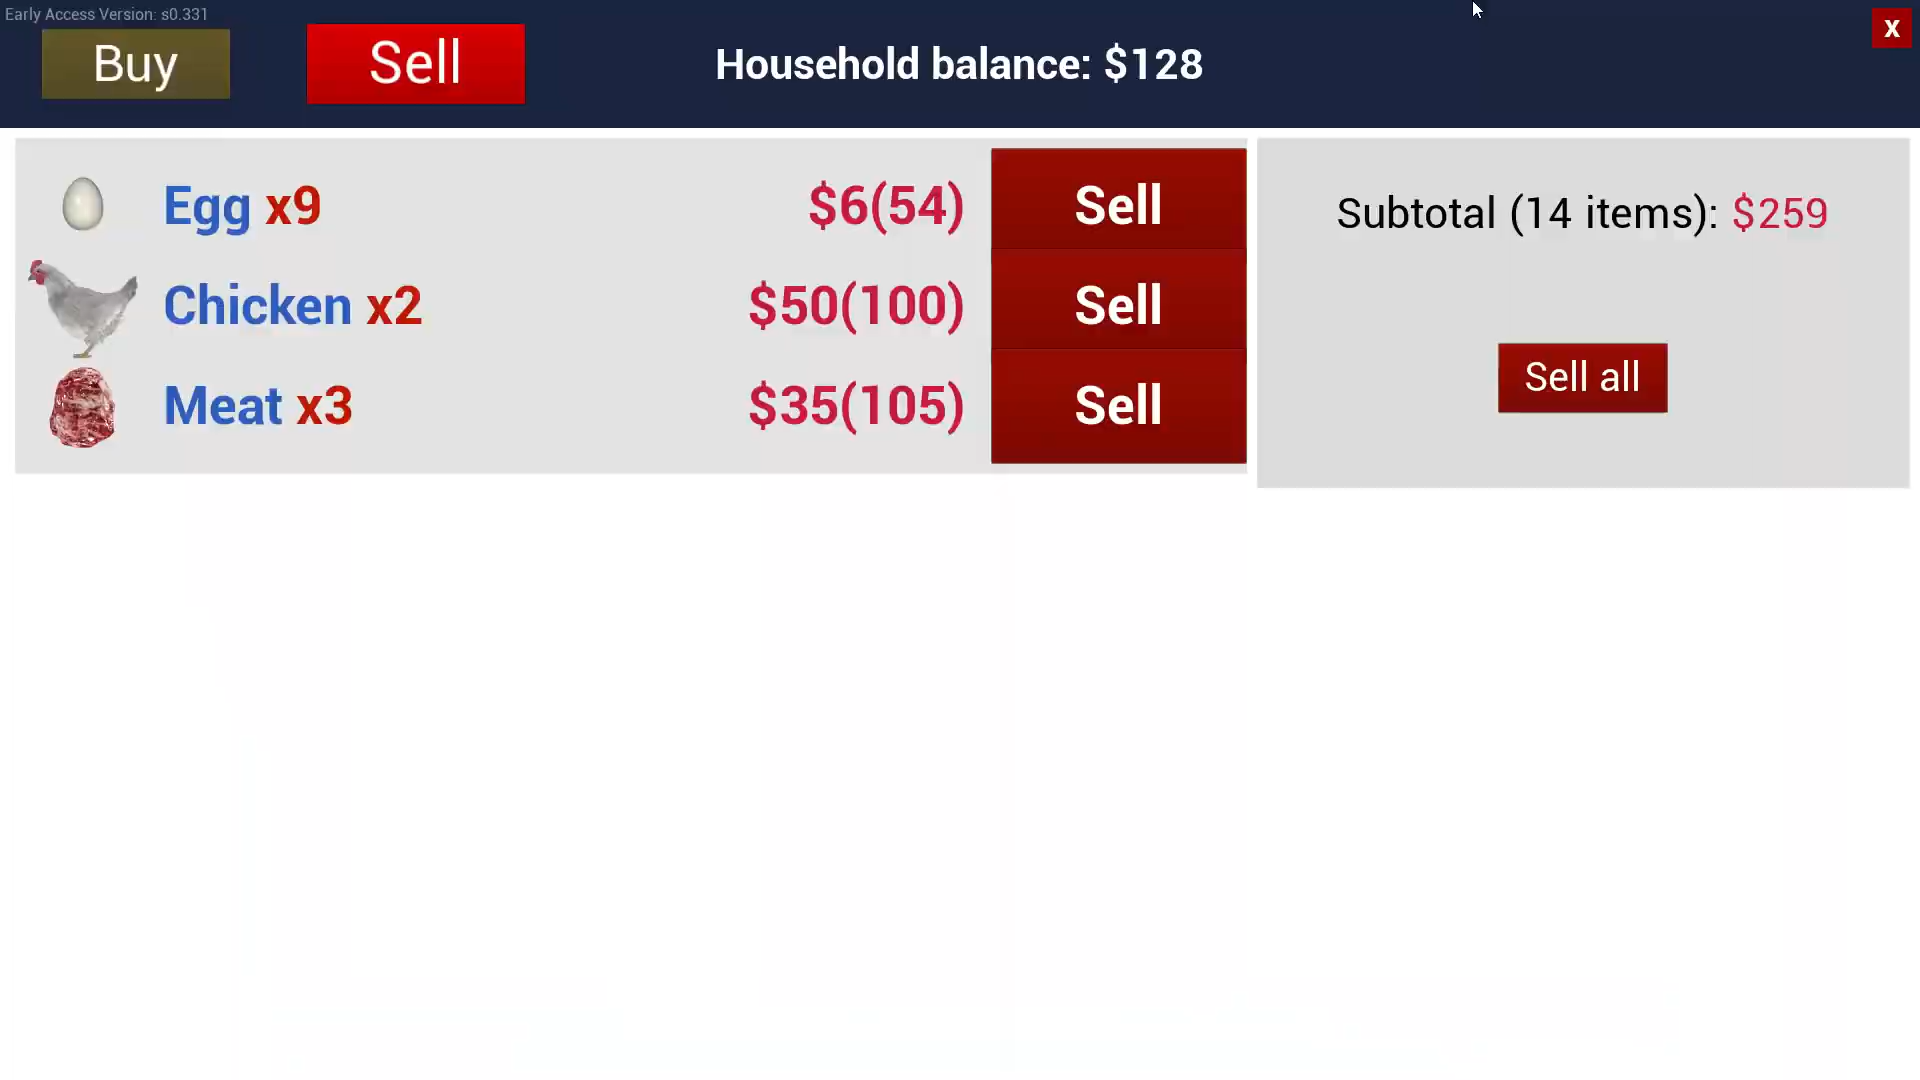 Early Access Version: s0.331
Buy
Sell
Household balance: $128
X
Egg x9
$6(54)
Sell
Chicken x2
$50(100)
Sell
Meat x3
$35(105)
Sell
Subtotal (14 items): $259
Sell all